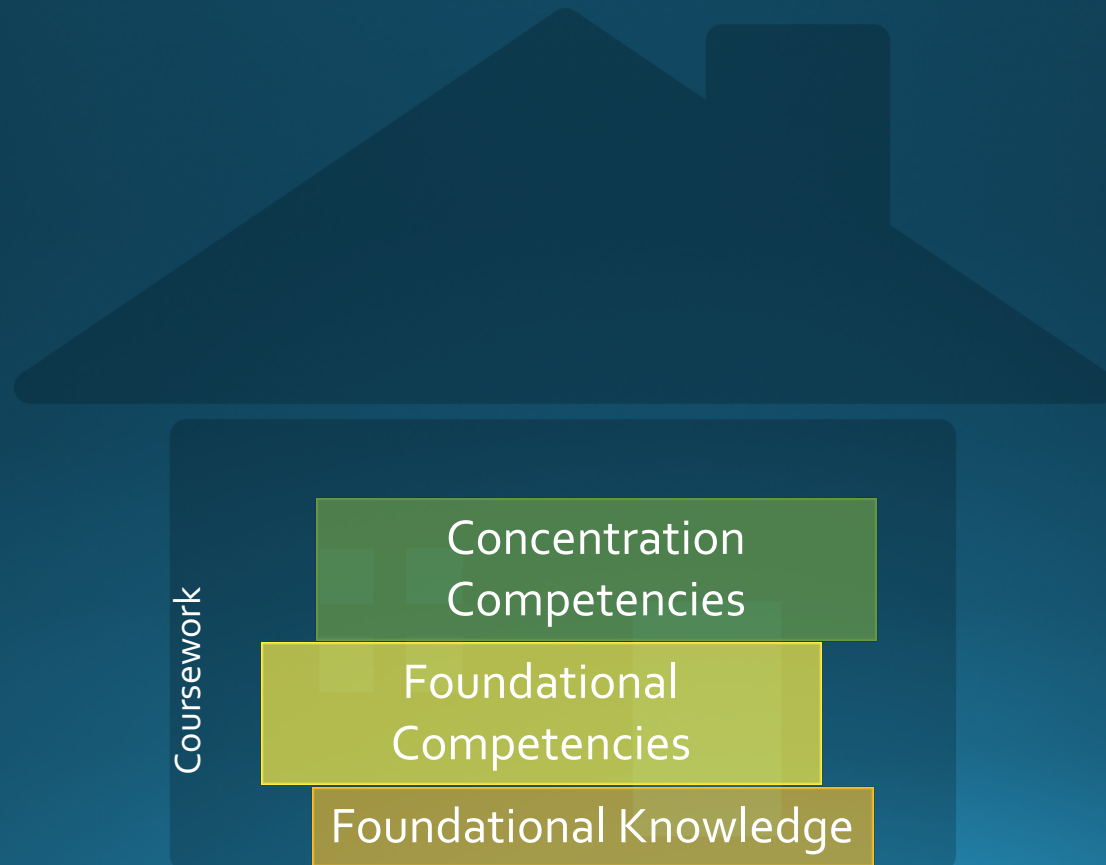 Concentration
Competencies
Coursework
Foundational
Competencies
Foundational Knowledge